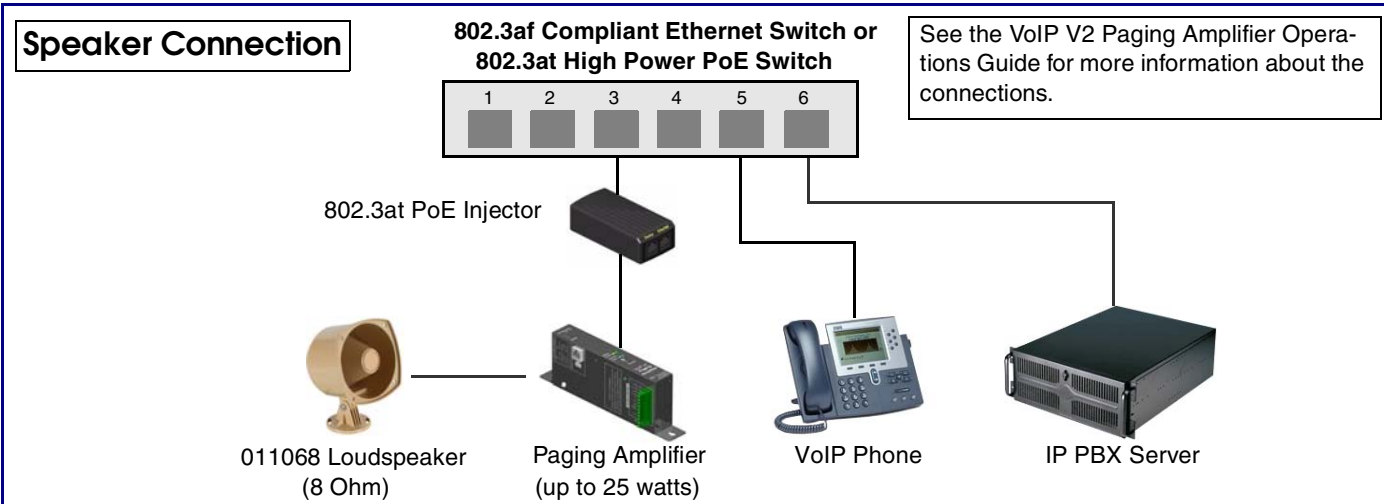 Speaker Connection
802.3af Compliant Ethernet Switch or
802.3at High Power PoE Switch
See the VoIP V2 Paging Amplifier Opera-
tions Guide for more information about the
connections.
1 2 3 4 5 6
802.3at PoE Injector
011068 Loudspeaker
(8 Ohm)
Paging Amplifier
(up to 25 watts)
VoIP Phone
IP PBX Server